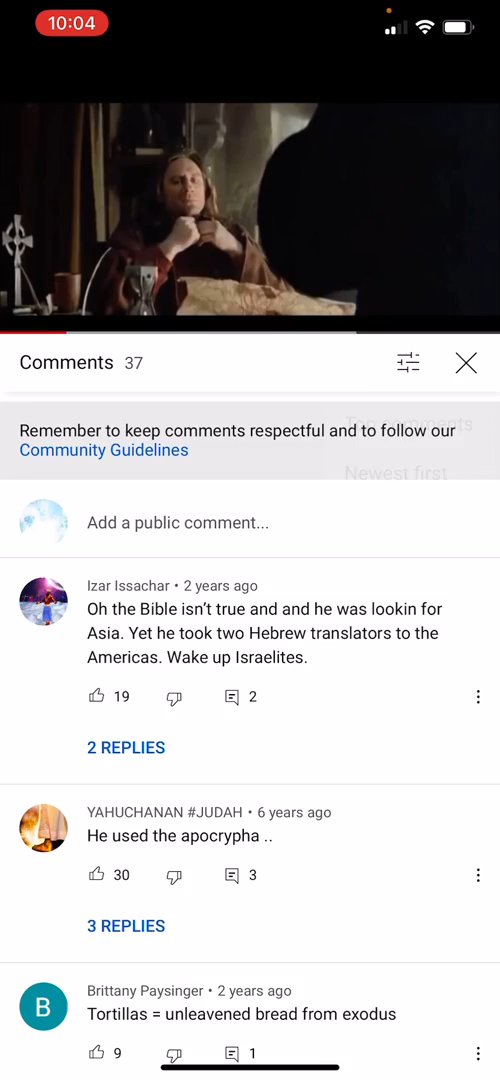 10:04
Comments 37
Top comments
Remember to keep comments respectful and to follow our
Community Guidelines
Newest first
Add a public comment...
Izar Issachar • 2 years ago
Oh the Bible isn’t true and and he was lookin for
Asia. Yet he took two Hebrew translators to the
Americas. Wake up Israelites.
19 2
2 REPLIES
YAHUCHANAN #JUDAH • 6 years ago
He used the apocrypha ..
30 3
3 REPLIES
B
Brittany Paysinger • 2 years ago
Tortillas = unleavened bread from exodus
9 1